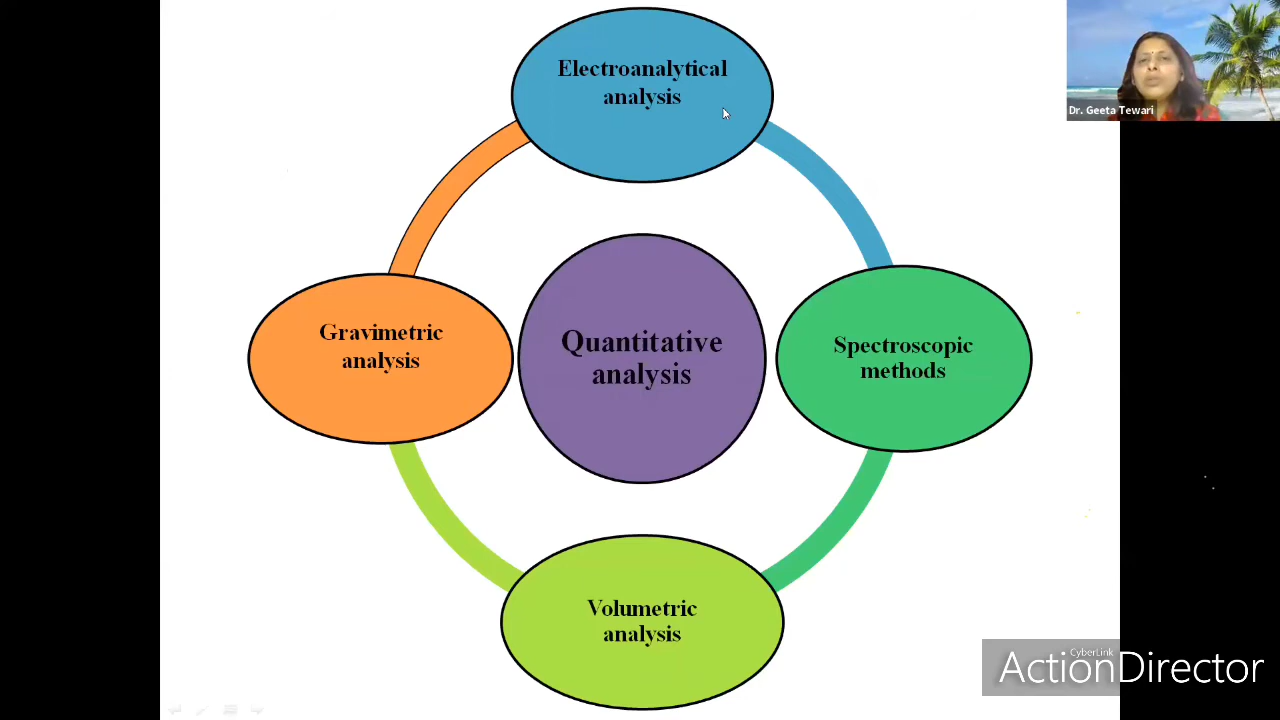 Electroanalytical
analysis
Dr. Geeta Tewari
Gravimetric
analysis
Quantitative
analysis
Spectroscopic
methods
Volumetric
analysis
CyberLink
ActionDirector